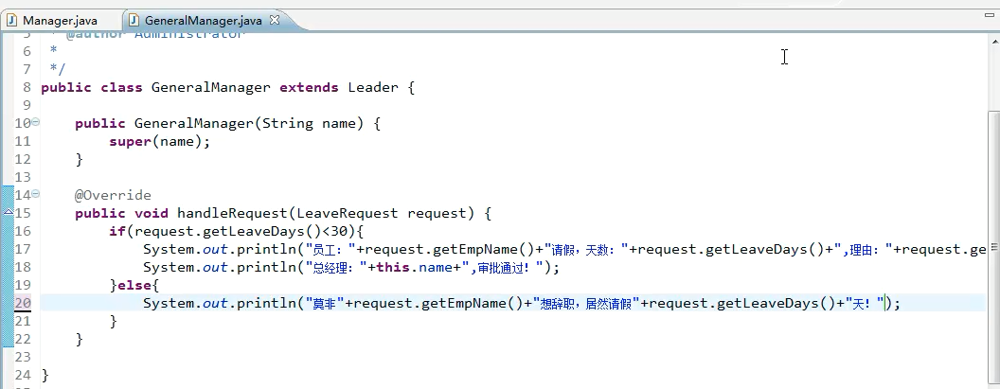 Manager.java
GeneralManager.java
5 * @author Administrator
6 *
7 */
8 public class GeneralManager extends Leader {
9
10 public GeneralManager(String name) {
11 super(name);
12 }
13
14 @Override
15 public void handleRequest(LeaveRequest request) {
16 if(request.getLeaveDays()<30){
17 System.out.println("员工："+request.getEmpName()+"请假，天数："+request.getLeaveDays()+",理由："+request.ge
18 System.out.println("总经理："+this.name+",审批通过！");
19 }else{
20 System.out.println("莫非"+request.getEmpName()+"想辞职，居然请假"+request.getLeaveDays()+"天！");
21 }
22 }
23
24 }